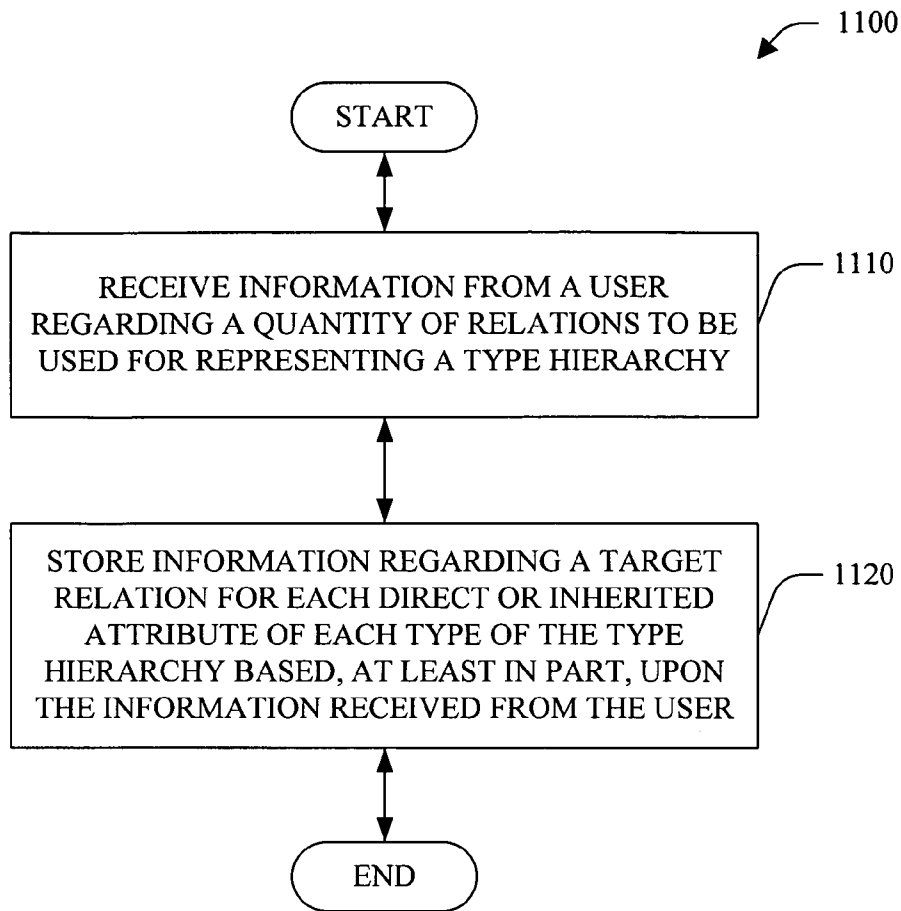 1100
START
RECEIVE INFORMATION FROM A USER
REGARDING A QUANTITY OF RELATIONS TO BE
USED FOR REPRESENTING A TYPE HIERARCHY
1110
STORE INFORMATION REGARDING A TARGET
RELATION FOR EACH DIRECT OR INHERITED
ATTRIBUTE OF EACH TYPE OF THE TYPE
HIERARCHY BASED, AT LEAST IN PART, UPON
THE INFORMATION RECEIVED FROM THE USER
1120
END